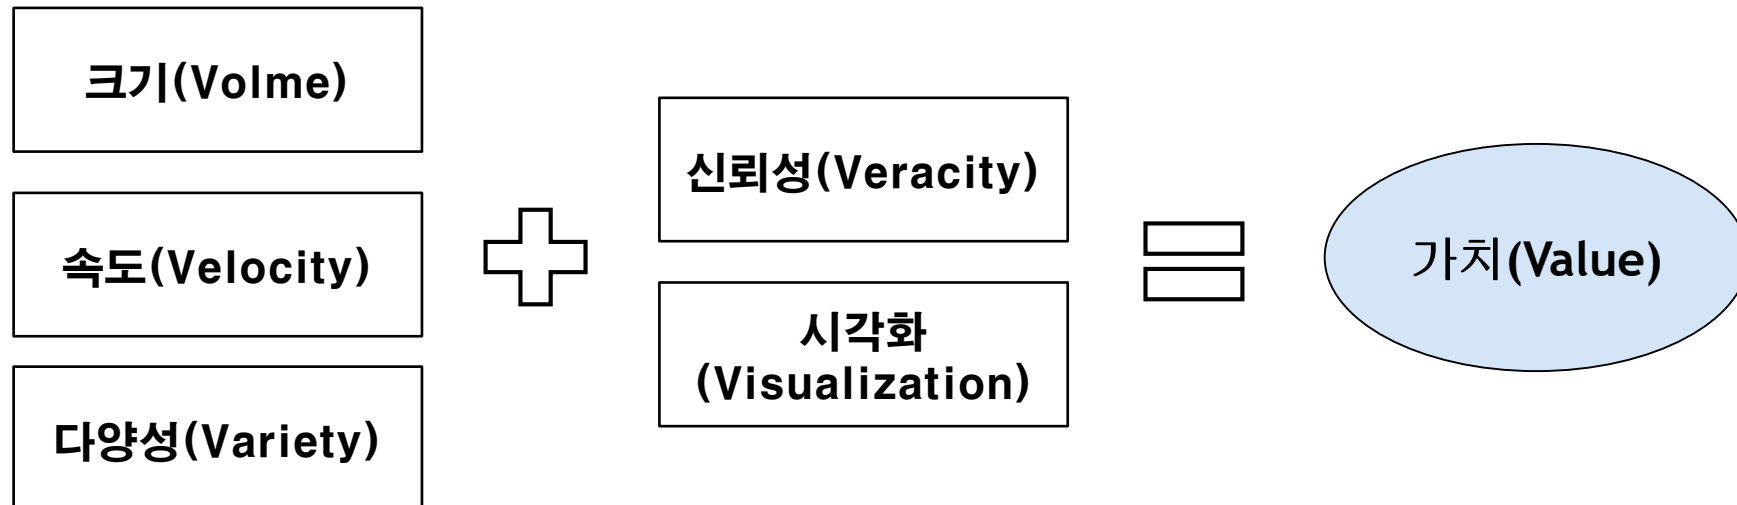 크기(Volme)
속도(Velocity)
다양성(Variety)
신뢰성(Veracity)
시각화
(Visualization)
가치(Value)